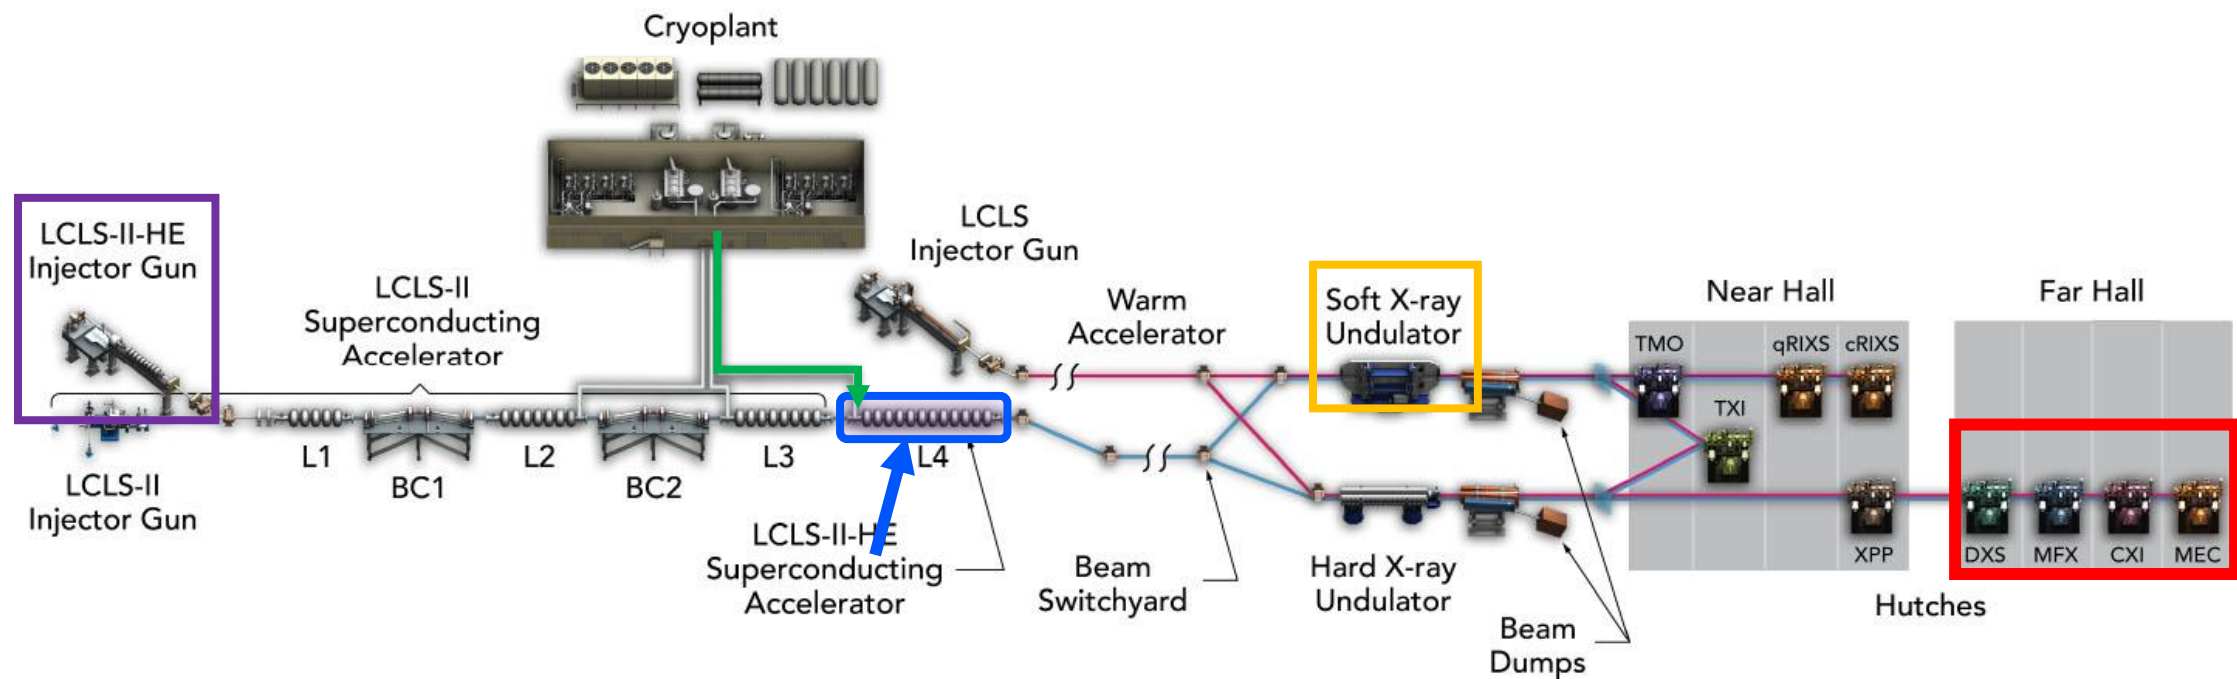 Cryoplant
LCLS-II-HE
Injector Gun
LCLS-II
Superconducting
Accelerator
LCLS
Injector Gun
Warm
Accelerator
Soft X-ray
Undulator
Near Hall
Far Hall
TMO
qRIXS
cRIXS
TXI
L1
BC1
L2
BC2
L3
L4
LCLS-II
Injector Gun
LCLS-II-HE
Superconducting
Accelerator
Beam
Switchyard
Hard X-ray
Undulator
Beam
Dumps
XPP
DXS
MFX
CXI
MEC
Hutches